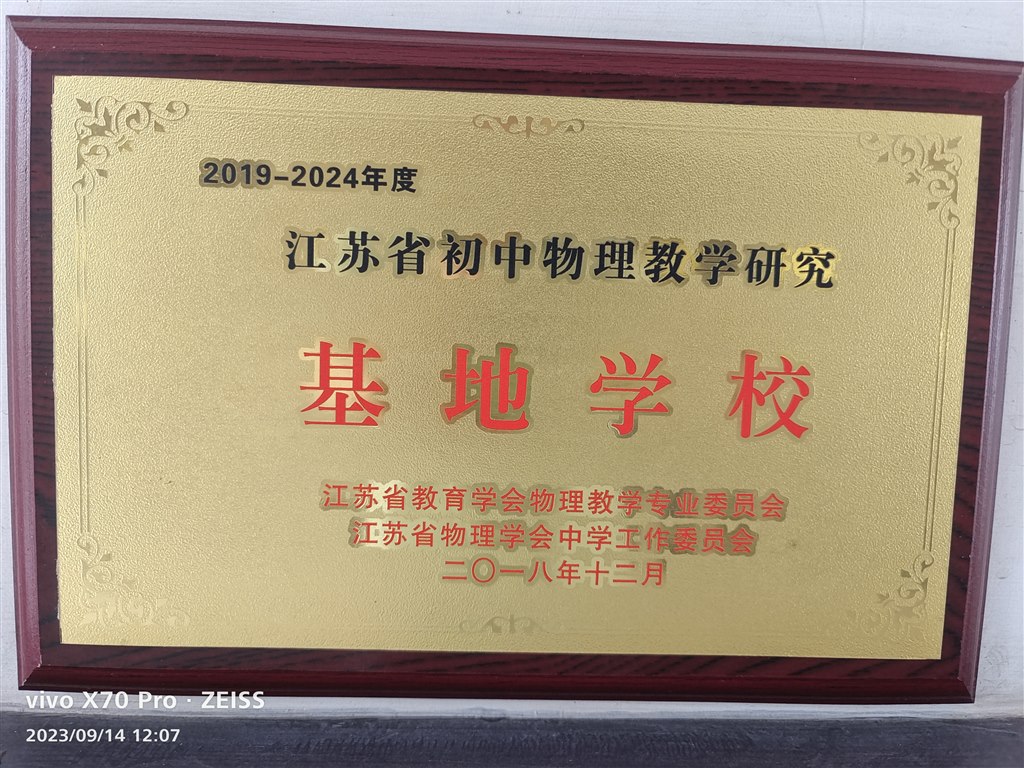 2019-2024年度
江苏省初中物理教学研究
基地学校
江苏省教育学会物理教学专业委员会
江苏省物理学会中学工作委员会
二〇一八年十二月
vivo X70 Pro · ZEISS
2023/09/14 12:07